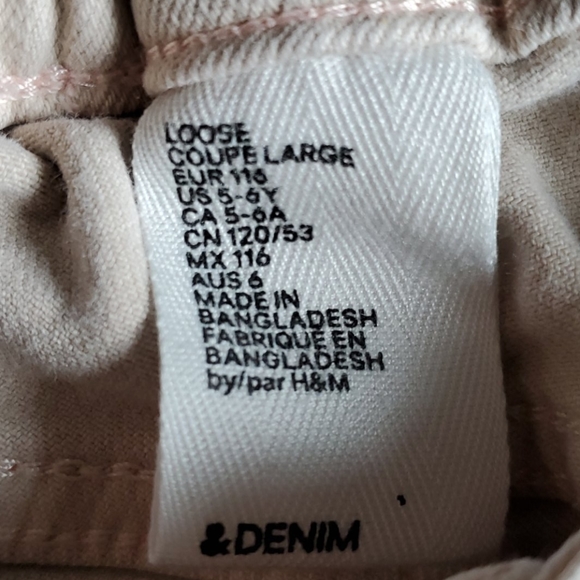 LOOSE
COUPE LARGE
EUR 116
US 5-6Y
CA 5-6A
CN 120/53
MX 116
AUS 6
MADE IN
BANGLADESH
FABRIQUE EN
BANGLADESH
by/par H&M
&DENIM